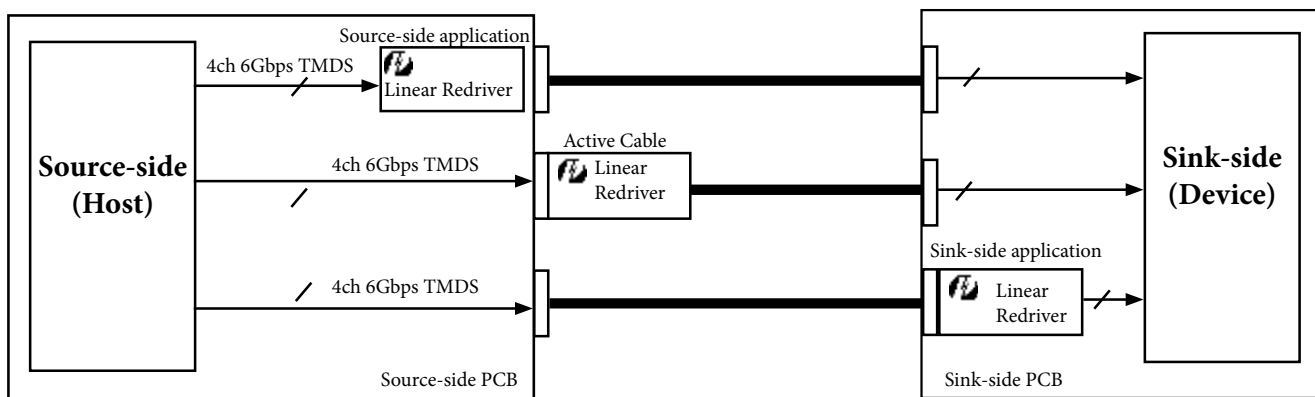 Source-side application
4ch 6Gbps TMDS
Linear Redriver
Active Cable
4ch 6Gbps TMDS
Linear
Redriver
Source-side
(Host)
Sink-side
(Device)
Sink-side application
4ch 6Gbps TMDS
Linear
Redriver
Source-side PCB
Sink-side PCB